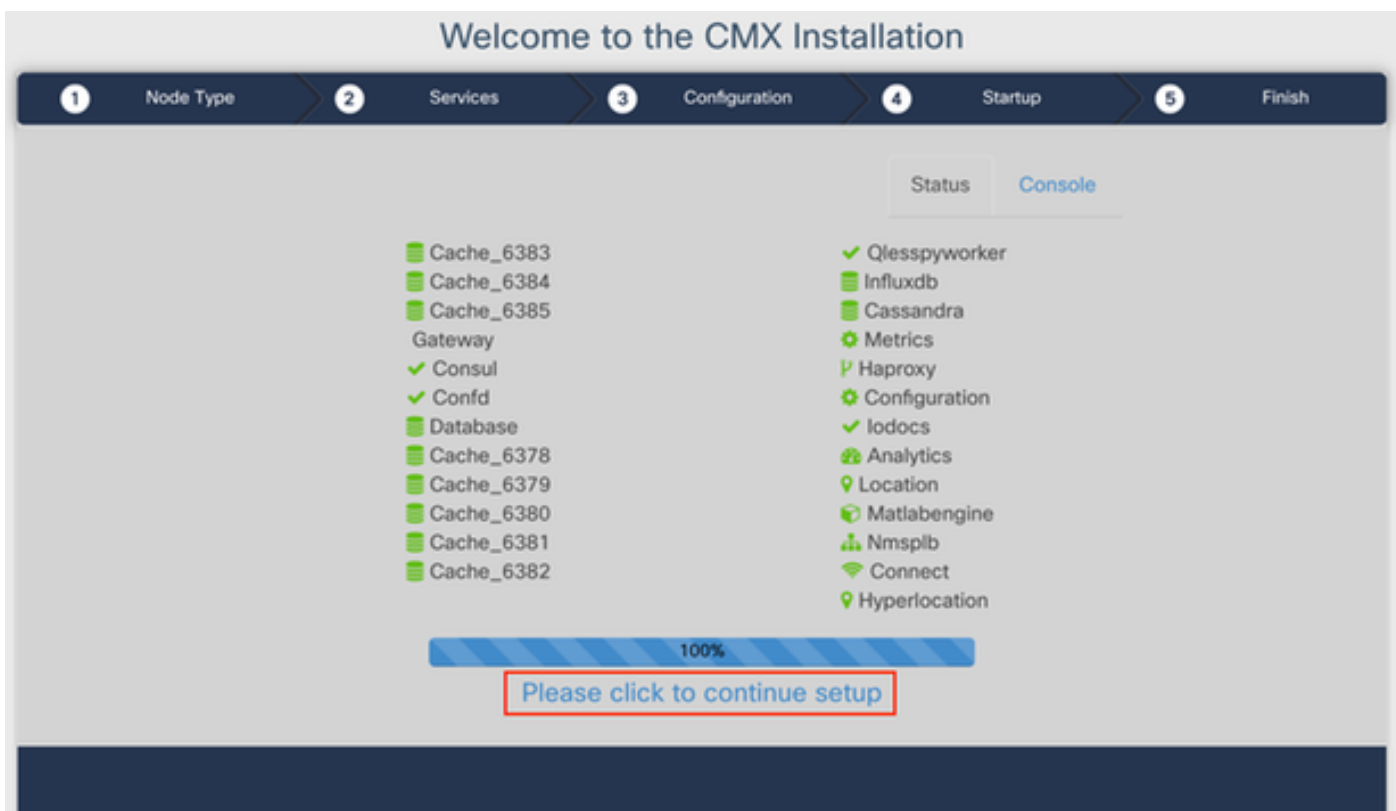 Welcome to the CMX Installation
1 Node Type 2 Services 3 Configuration 4 Startup 5 Finish
Status Console
Cache_6383
Cache_6384
Cache_6385
Gateway
Consul
Confd
Database
Cache_6378
Cache_6379
Cache_6380
Cache_6381
Cache_6382
Qlesspyworker
Influxdb
Cassandra
Metrics
Haproxy
Configuration
Iodocs
Analytics
Location
Matlabengine
Nmsplb
Connect
Hyperlocation
100%
Please click to continue setup